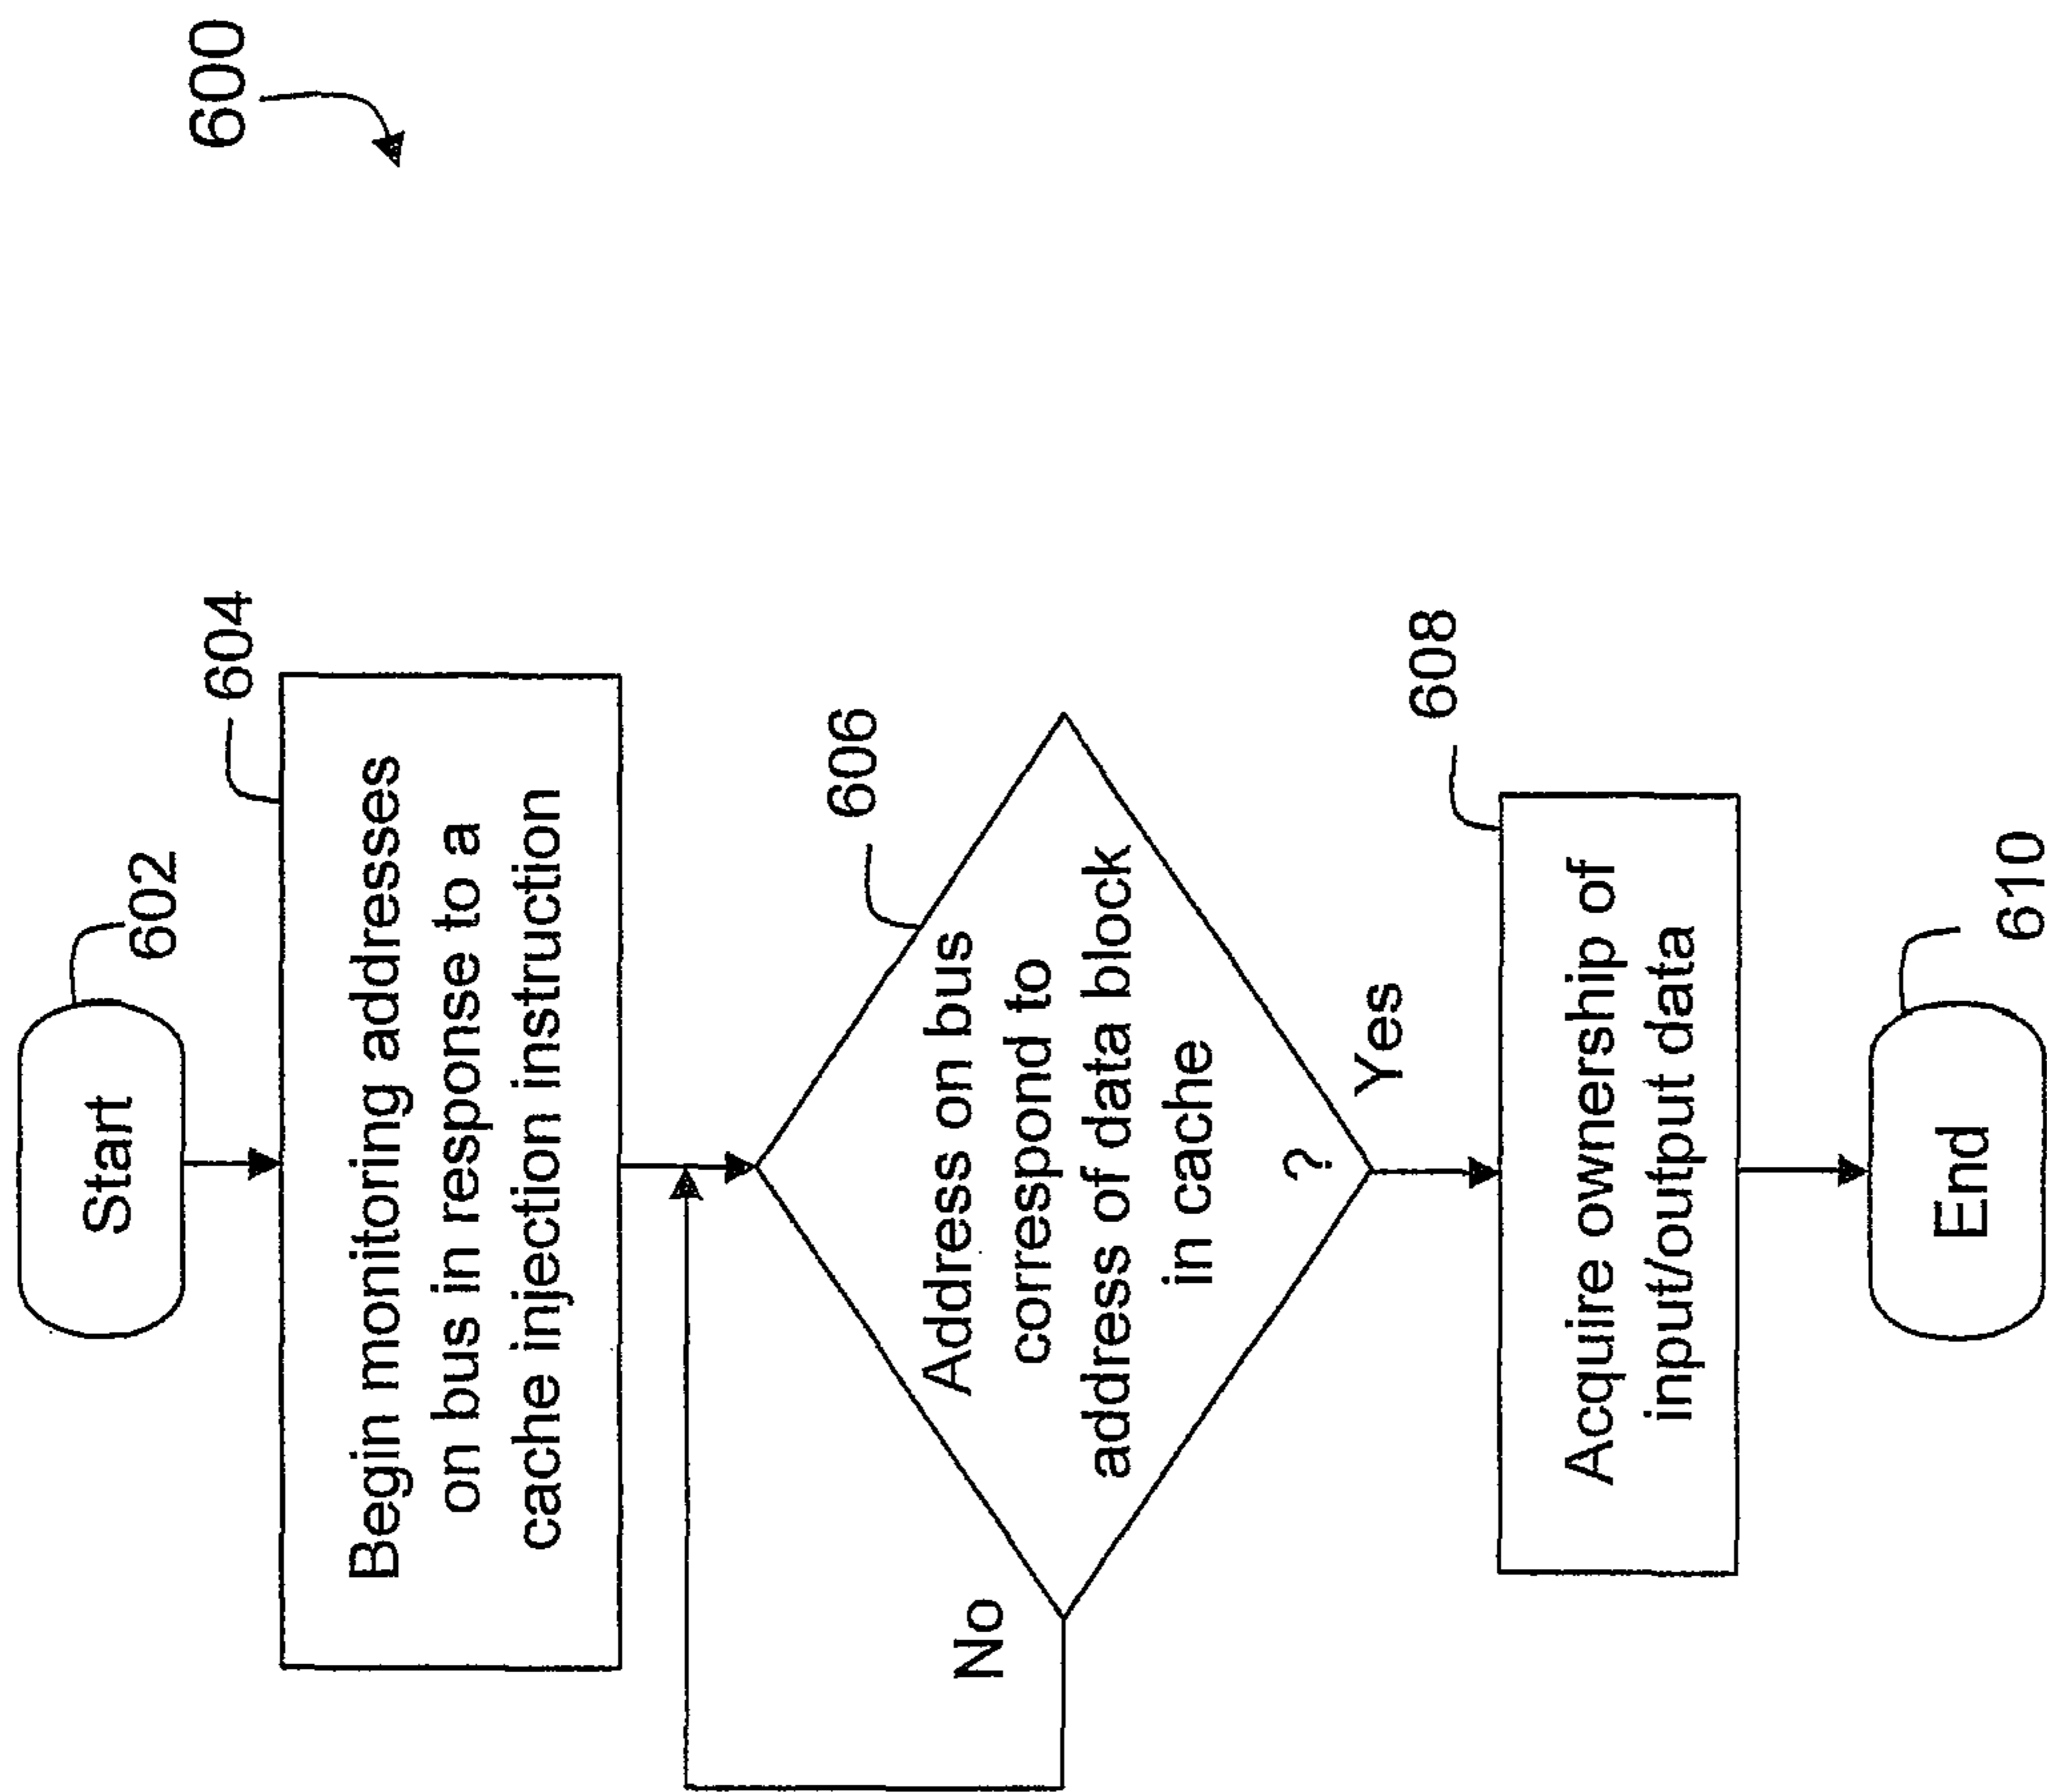 600
Start
602
604
Begin monitoring addresses
on bus in response to a
cache injection instruction
606
Address on bus
correspond to
address of data block
in cache
?
No
Yes
608
Acquire ownership of
input/output data
End
610